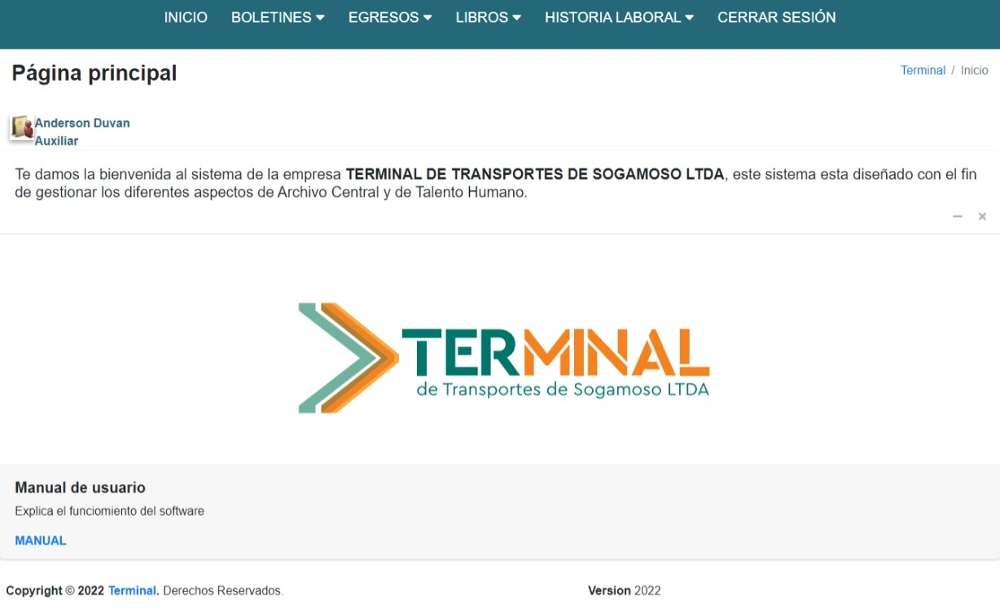 INICIO BOLETINES EGRESOS LIBROS HISTORIA LABORAL CERRAR SESIÓN
Página principal
Terminal / Inicio
Anderson Duvan
Auxiliar
Te damos la bienvenida al sistema de la empresa TERMINAL DE TRANSPORTES DE SOGAMOSO LTDA, este sistema esta diseñado con el fin
de gestionar los diferentes aspectos de Archivo Central y de Talento Humano.
TERMINAL
de Transportes de Sogamoso LTDA
Manual de usuario
Explica el funciomiento del software
MANUAL
Copyright © 2022 Terminal. Derechos Reservados.
Version 2022